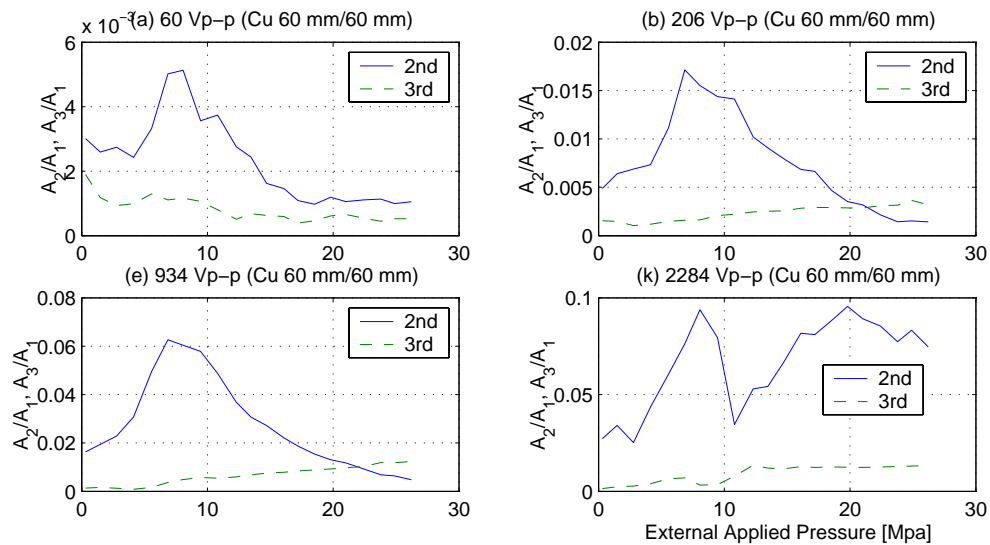 x 10⁻³
(a) 60 Vp−p (Cu 60 mm/60 mm)
A₂/A₁, A₃/A₁
6
4
2
0
0 10 20 30
2nd
3rd
(b) 206 Vp−p (Cu 60 mm/60 mm)
A₂/A₁, A₃/A₁
0.02
0.015
0.01
0.005
0
0 10 20 30
2nd
3rd
(e) 934 Vp−p (Cu 60 mm/60 mm)
A₂/A₁, A₃/A₁
0.08
0.06
0.04
0.02
0
0 10 20 30
2nd
3rd
(k) 2284 Vp−p (Cu 60 mm/60 mm)
A₂/A₁, A₃/A₁
0.1
0.05
0
0 10 20 30
2nd
3rd
External Applied Pressure [Mpa]